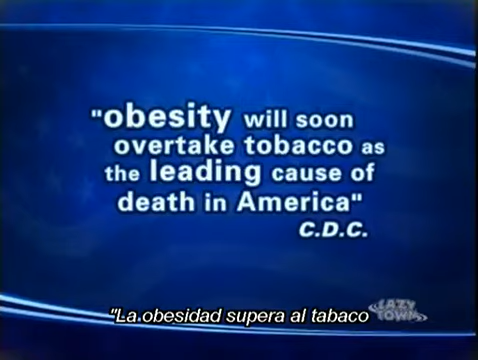 "obesity will soon
overtake tobacco as
the leading cause of
death in America"
C.D.C.
LAZY
TOWN
"La obesidad supera al tabaco